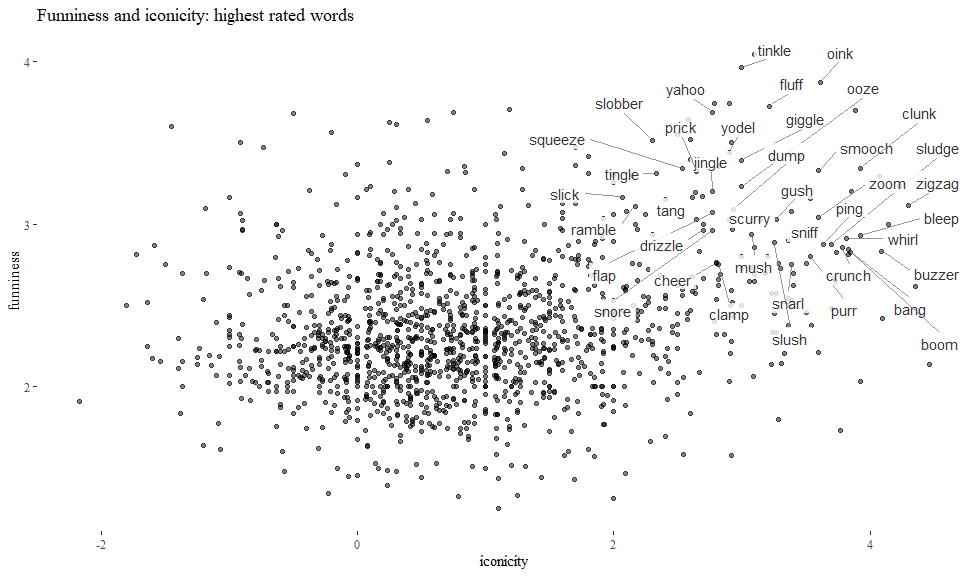 Funniness and iconicity: highest rated words
4
tinkle
oink
fluff
ooze
yahoo
slobber
giggle
clunk
prick
yodel
squeeze
smooch
sludge
dump
jingle
tingle
zoom
zigzag
slick
gush
tang
ping
3
scurry
bleep
ramble
sniff
whirl
drizzle
mush
flap
cheer
crunch
buzzer
snarl
snore
clamp
purr
bang
slush
boom
funniness
2
-2
0
2
4
iconicity